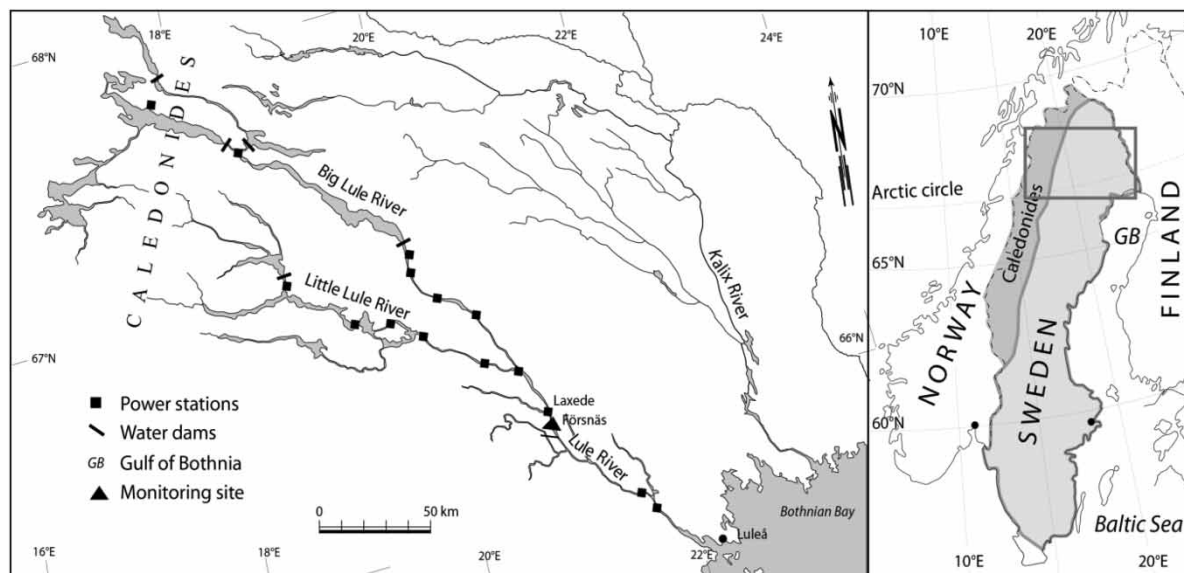 18°E
20°E
22°E
24°E
68°N
CALEDONIDES
Big Lule River
Little Lule River
Kalix River
N
66°N
67°N
Laxede
Försnäs
Lule River
Power stations
Water dams
GB Gulf of Bothnia
Monitoring site
0 50 km
Bothnian Bay
Luleå
16°E
18°E
20°E
22°E
10°E
20°E
70°N
Arctic circle
Caledonides
GB
65°N
NORWAY
SWEDEN
FINLAND
60°N
Baltic Sea
10°E
20°E